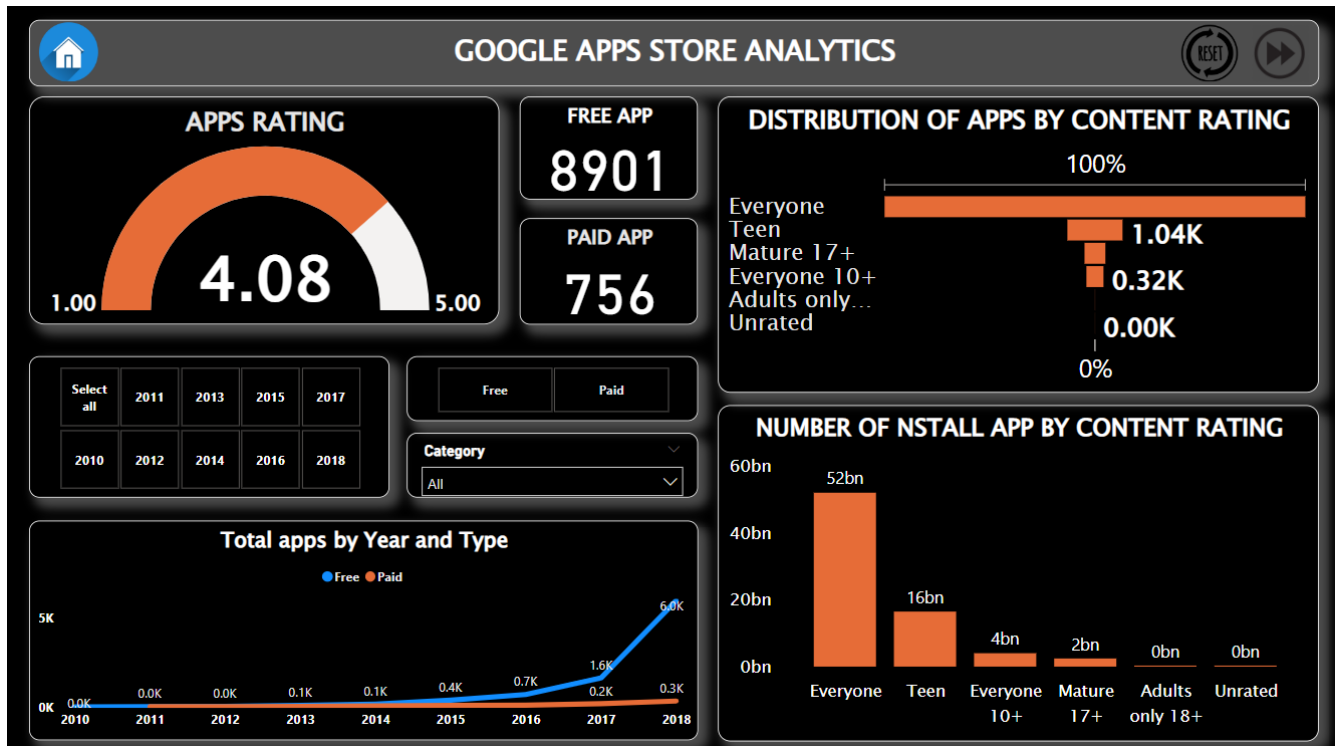 GOOGLE APPS STORE ANALYTICS
RESET
APPS RATING
4.08
1.00
5.00
FREE APP
8901
PAID APP
756
DISTRIBUTION OF APPS BY CONTENT RATING
100%
Everyone
Teen
1.04K
Mature 17+
Everyone 10+
0.32K
Adults only...
Unrated
0.00K
0%
Select
all
2011
2013
2015
2017
2010
2012
2014
2016
2018
Free
Paid
Category
All
Total apps by Year and Type
Free
Paid
5K
0K
0.0K
0.0K
0.0K
0.1K
0.1K
0.4K
0.7K
1.6K
6.0K
0.2K
0.3K
2010
2011
2012
2013
2014
2015
2016
2017
2018
NUMBER OF NSTALL APP BY CONTENT RATING
60bn
40bn
20bn
0bn
52bn
16bn
4bn
2bn
0bn
0bn
Everyone
Teen
Everyone
10+
Mature
17+
Adults
only 18+
Unrated